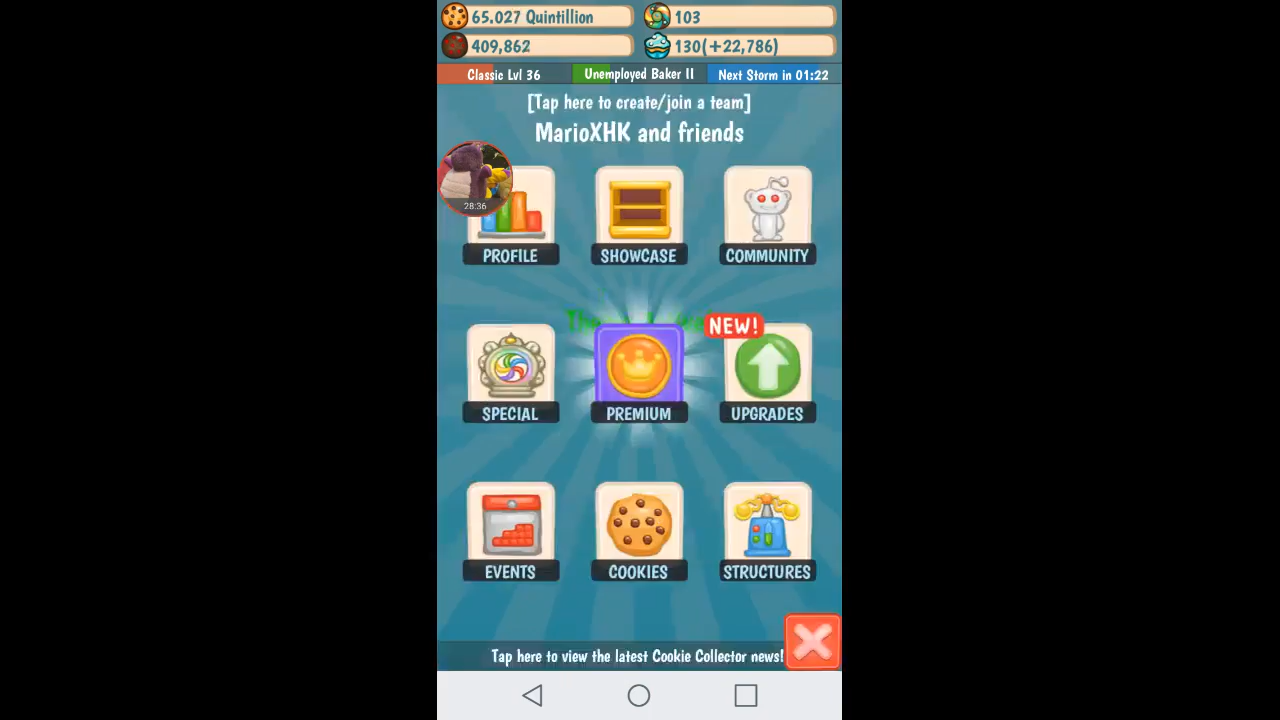 65.027 Quintillion
103
409,862
130(+22,786)
Classic Lvl 36
Unemployed Baker II
Next Storm in 01:22
[Tap here to create/join a team]
MarioXHK and friends
28:36
PROFILE
SHOWCASE
COMMUNITY
NEW!
SPECIAL
PREMIUM
UPGRADES
EVENTS
COOKIES
STRUCTURES
Tap here to view the latest Cookie Collector news!